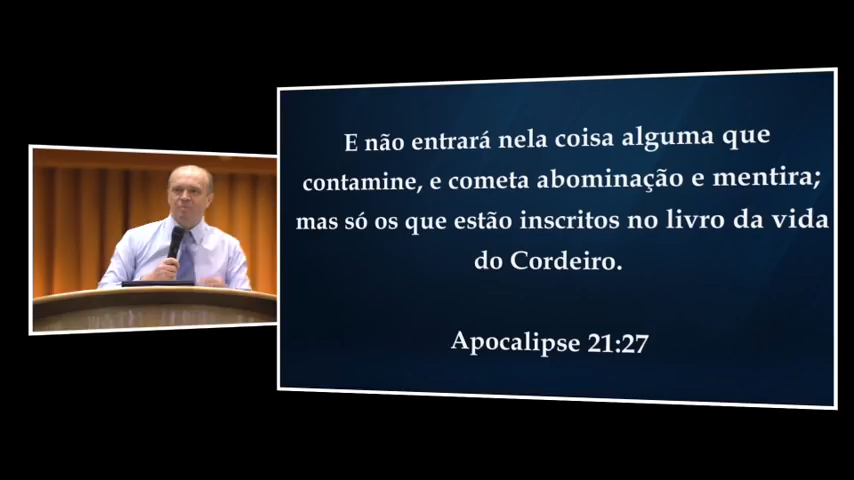 E não entrará nela coisa alguma que
contamine, e cometa abominação e mentira;
mas só os que estão inscritos no livro da vida
do Cordeiro.
Apocalipse 21:27